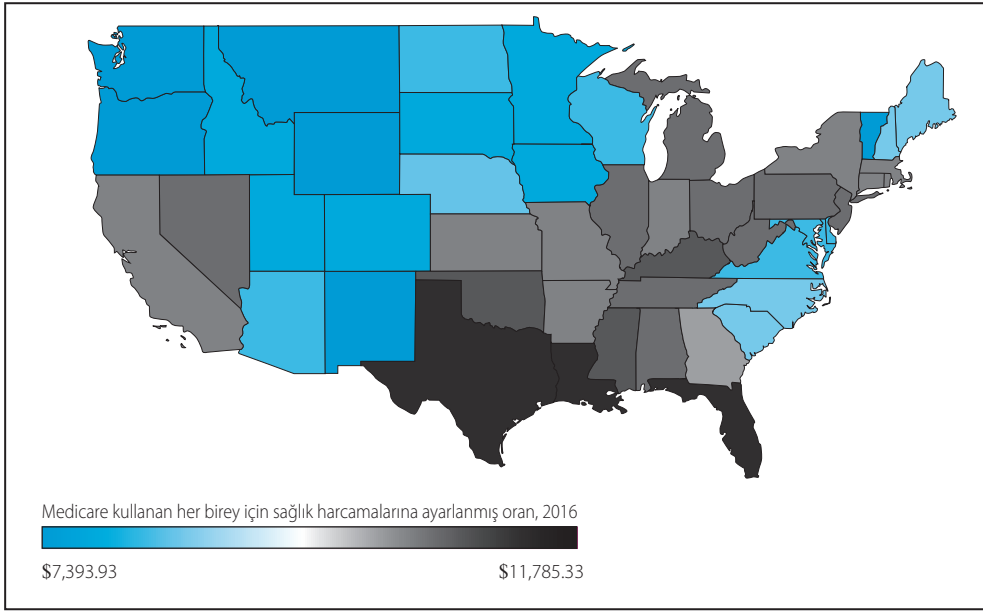 Medicare kullanan her birey için sağlık harcamalarına ayarlanmış oran, 2016
$7,393.93
$11,785.33